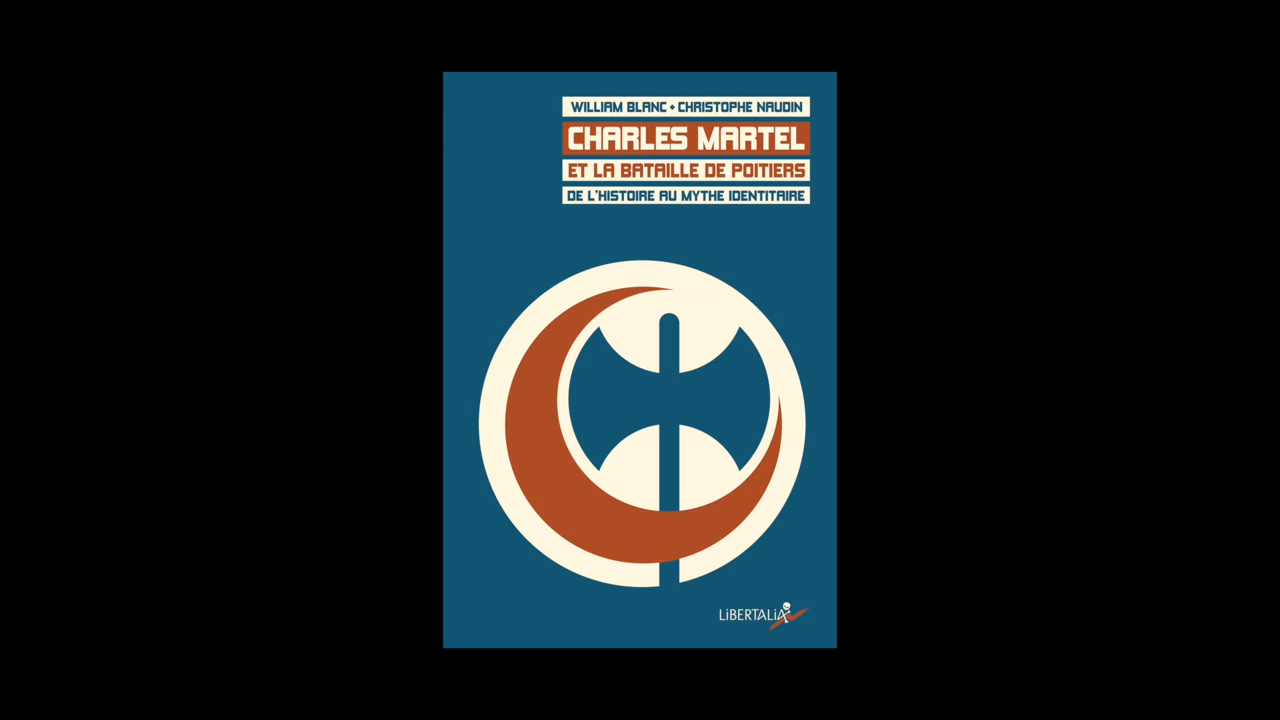 WILLIAM BLANC + CHRISTOPHE NAUDIN
CHARLES MARTEL
ET LA BATAILLE DE POITIERS
DE L'HISTOIRE AU MYTHE IDENTITAIRE
LiBERTALiA